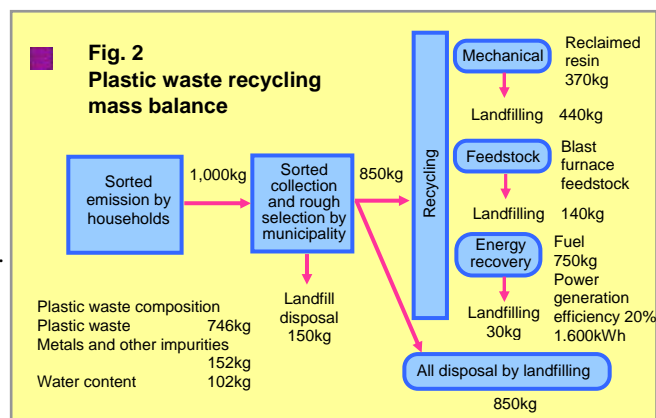 Fig. 2
Plastic waste recycling
mass balance
Sorted
emission by
households
1,000kg
Sorted
collection
and rough
selection by
municipality
850kg
Landfill
disposal
150kg
Recycling
Mechanical
Reclaimed
resin
370kg
Landfilling 440kg
Feedstock
Blast
furnace
feedstock
Landfilling 140kg
Energy
recovery
Fuel
750kg
Power
generation
efficiency 20%
1.600kWh
Landfilling
30kg
All disposal by landfilling
850kg
Plastic waste composition
Plastic waste 746kg
Metals and other impurities
152kg
Water content 102kg